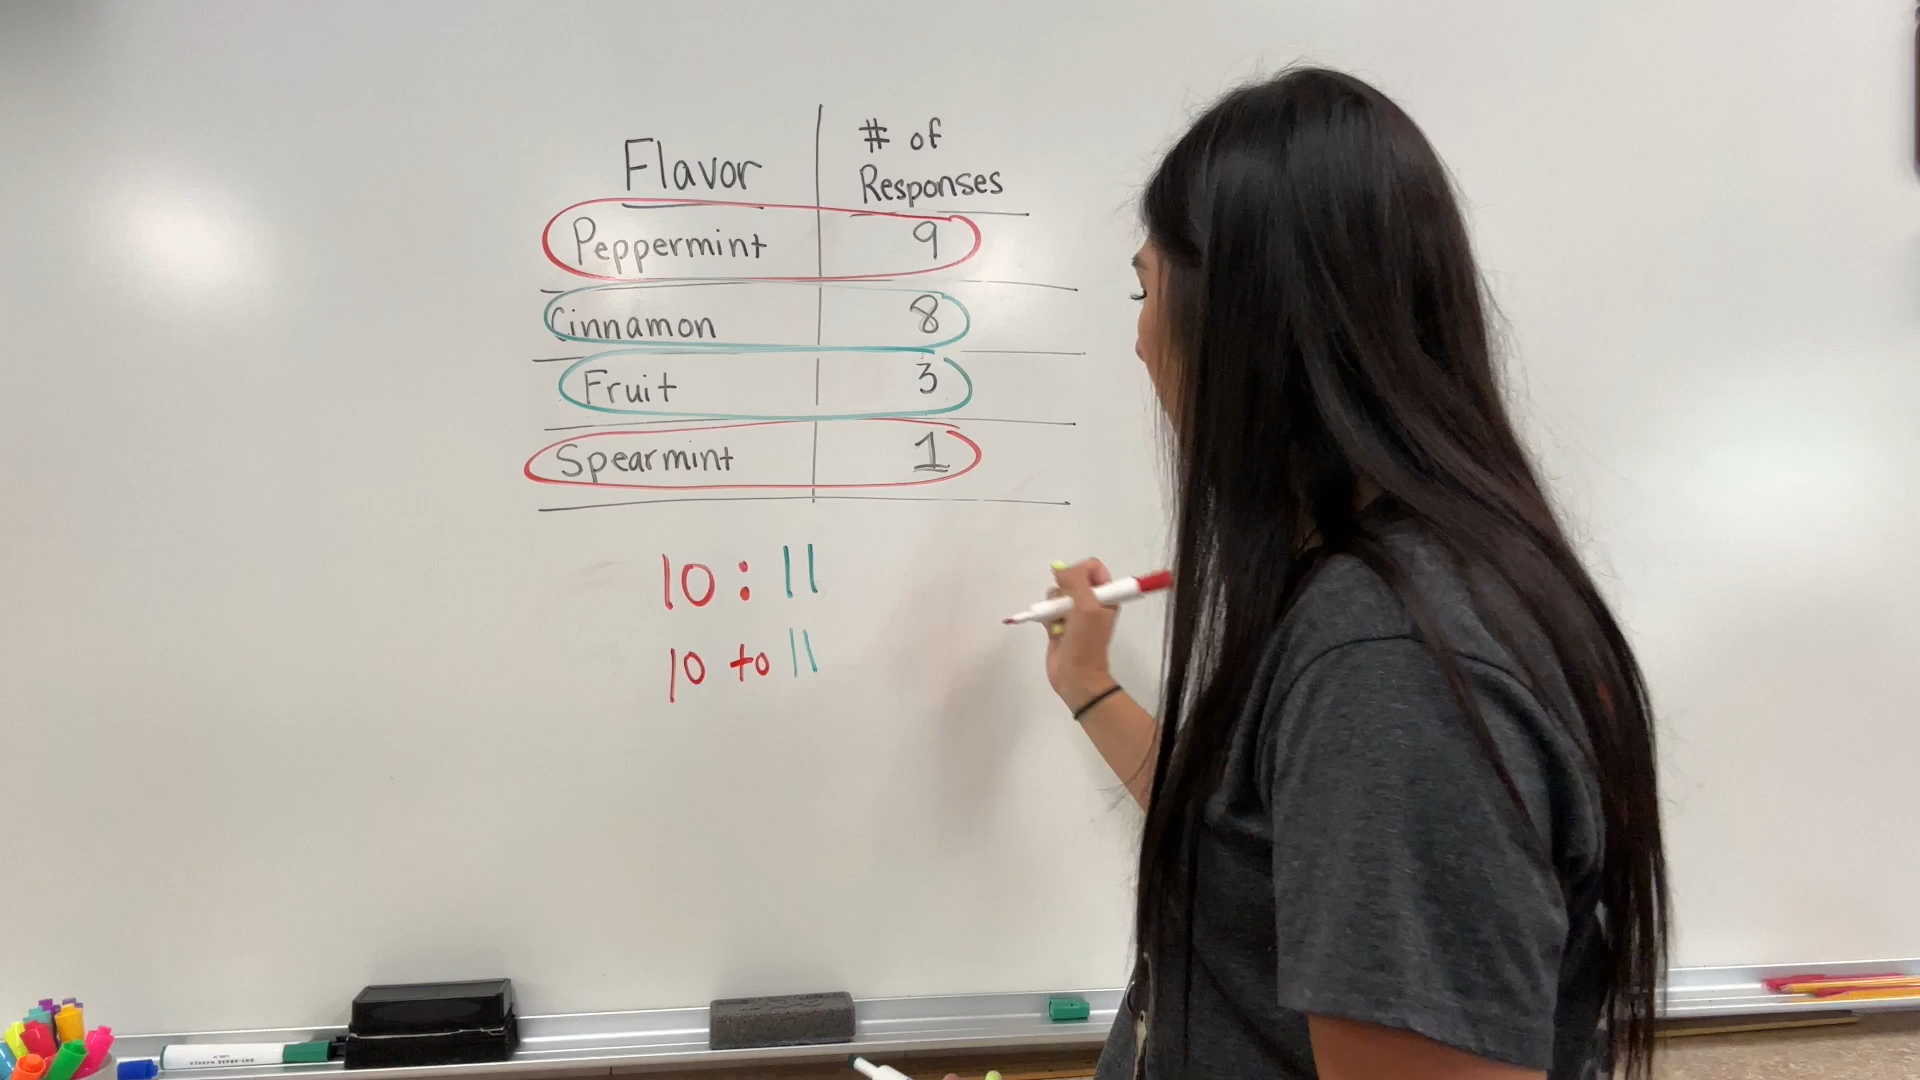 Flavor # of Responses
Peppermint 9
Cinnamon 8
Fruit 3
Spearmint 1
10 : 11
10 to 11